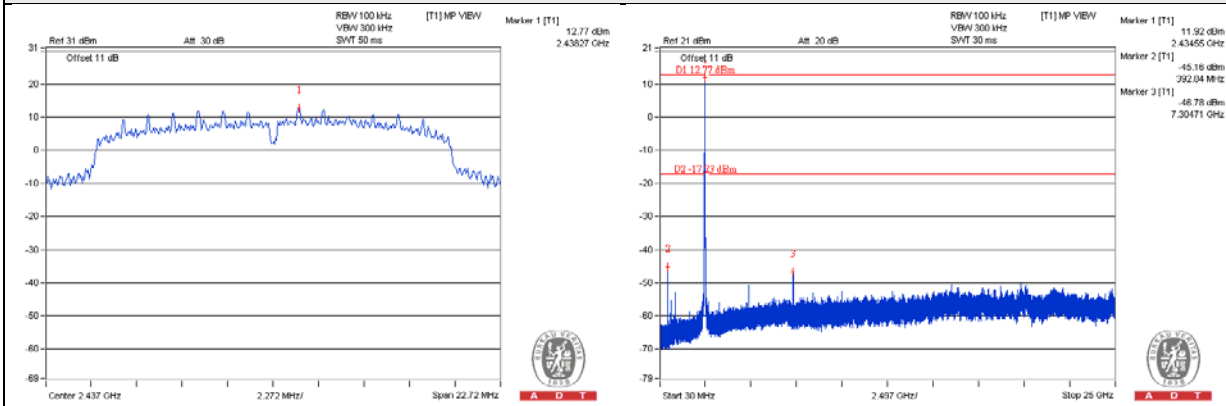 RBW 100 kHz
VBW 300 kHz
SWT 50 ms
[T1] MP VIEW
Marker 1 [T1]
12.77 dBm
2.43827 GHz
Ref 31 dBm
Att 30 dB
31
Offset 11 dB
20
10
0
-10
-20
-30
-40
-50
-60
-69
1
Center 2.437 GHz
2.272 MHz/
Span 22.72 MHz
BUREAU VERITAS
1828
A D T
RBW 100 kHz
VBW 300 kHz
SWT 30 ms
[T1] MP VIEW
Marker 1 [T1]
11.92 dBm
2.43455 GHz
Marker 2 [T1]
-45.16 dBm
392.84 MHz
Marker 3 [T1]
-46.78 dBm
7.30471 GHz
Ref 21 dBm
Att 20 dB
21
Offset 11 dB
D1 12.77 dBm
10
0
-10
D2 -17.23 dBm
-20
-30
-40
-50
-60
-70
-79
2
3
Start 30 MHz
2.497 GHz/
Stop 25 GHz
BUREAU VERITAS
1828
A D T